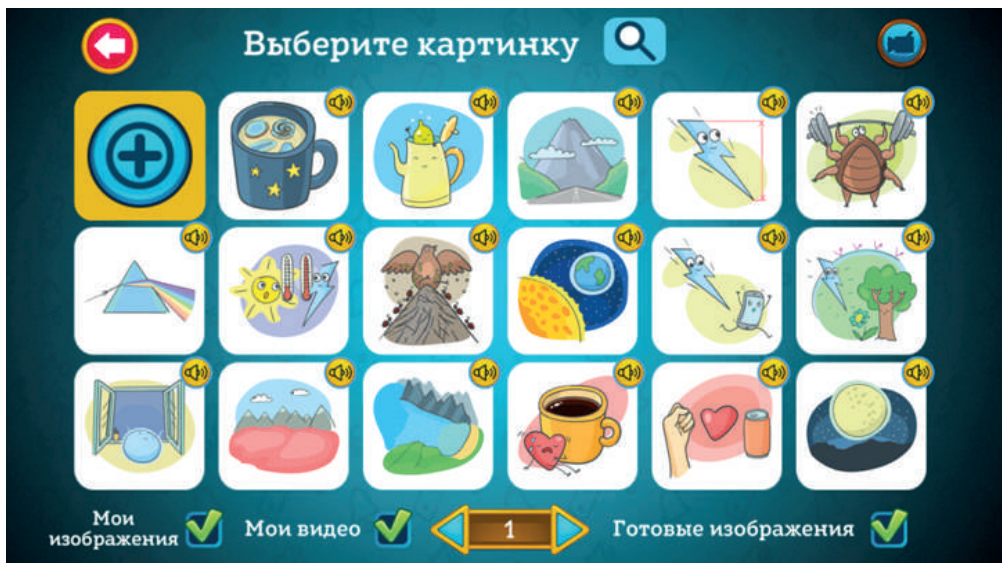 Выберите картинку
Мои
изображения
Мои видео
1
Готовые изображения